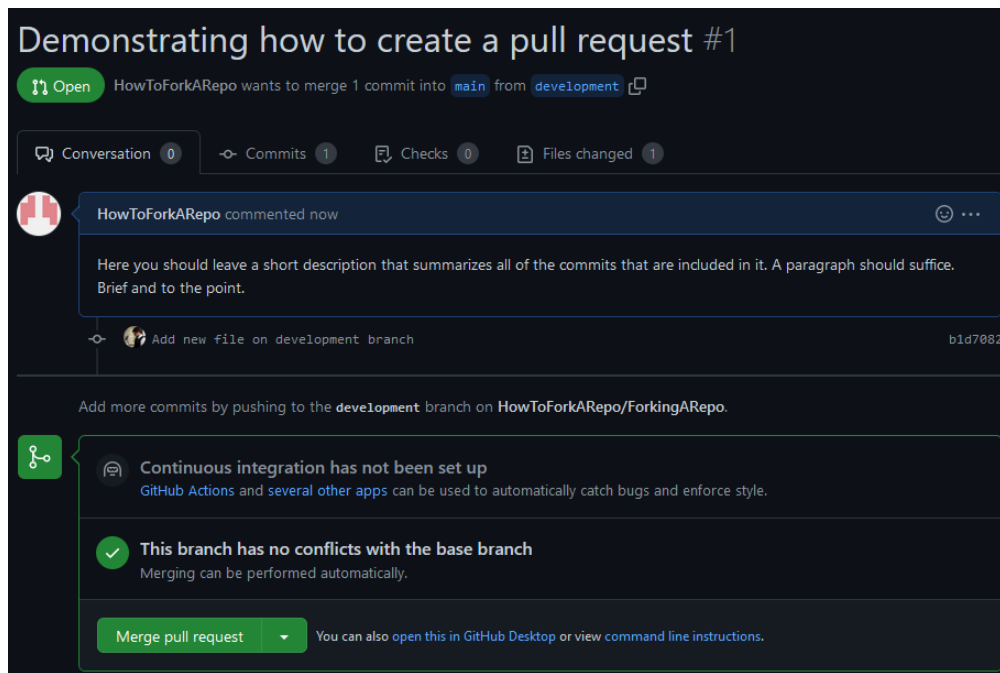 Demonstrating how to create a pull request #1
Open HowToForkARepo wants to merge 1 commit into main from development
Conversation 0 Commits 1 Checks 0 Files changed 1
HowToForkARepo commented now
Here you should leave a short description that summarizes all of the commits that are included in it. A paragraph should suffice.
Brief and to the point.
Add new file on development branch b1d7082
Add more commits by pushing to the development branch on HowToForkARepo/ForkingARepo.
Continuous integration has not been set up
GitHub Actions and several other apps can be used to automatically catch bugs and enforce style.
This branch has no conflicts with the base branch
Merging can be performed automatically.
Merge pull request You can also open this in GitHub Desktop or view command line instructions.